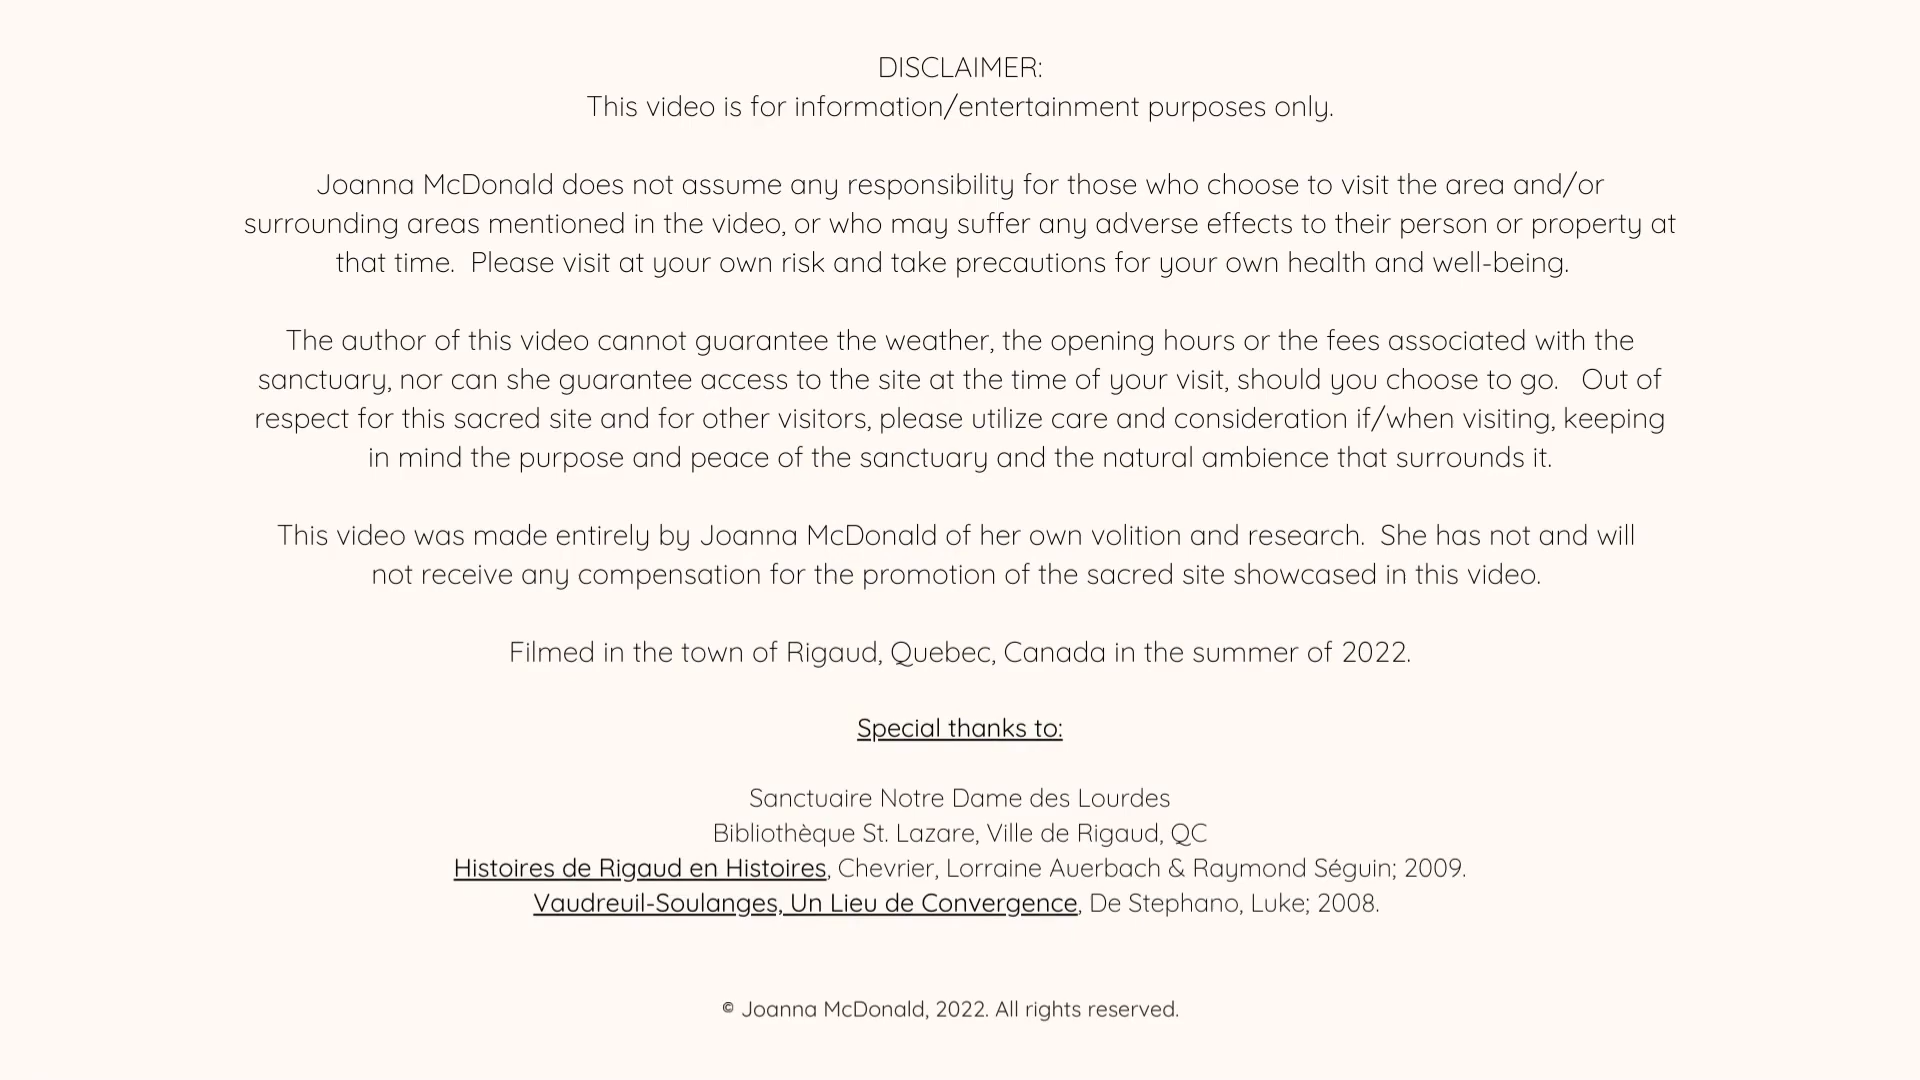 DISCLAIMER:
This video is for information/entertainment purposes only.
Joanna McDonald does not assume any responsibility for those who choose to visit the area and/or
surrounding areas mentioned in the video, or who may suffer any adverse effects to their person or property at
that time.  Please visit at your own risk and take precautions for your own health and well-being.
The author of this video cannot guarantee the weather, the opening hours or the fees associated with the
sanctuary, nor can she guarantee access to the site at the time of your visit, should you choose to go.   Out of
respect for this sacred site and for other visitors, please utilize care and consideration if/when visiting, keeping
in mind the purpose and peace of the sanctuary and the natural ambience that surrounds it.
This video was made entirely by Joanna McDonald of her own volition and research.  She has not and will
not receive any compensation for the promotion of the sacred site showcased in this video.
Filmed in the town of Rigaud, Quebec, Canada in the summer of 2022.
Special thanks to:
Sanctuaire Notre Dame des Lourdes
Bibliothèque St. Lazare, Ville de Rigaud, QC
Histoires de Rigaud en Histoires, Chevrier, Lorraine Auerbach & Raymond Séguin; 2009.
Vaudreuil-Soulanges, Un Lieu de Convergence, De Stephano, Luke; 2008.
© Joanna McDonald, 2022. All rights reserved.